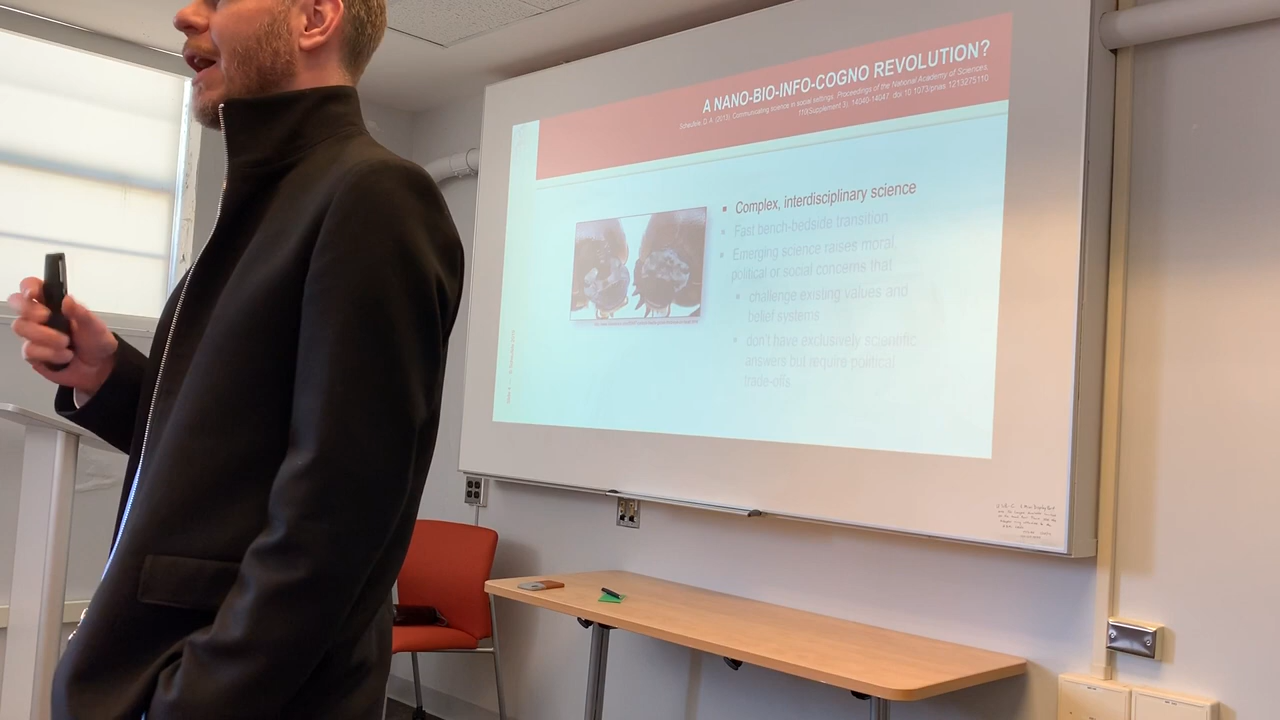 A NANO-BIO-INFO-COGNO REVOLUTION?
Scheufele, D. A. (2013). Communicating science in social settings. Proceedings of the National Academy of Sciences,
110(Supplement 3), 14040-14047. doi:10.1073/pnas.1213275110
Complex, interdisciplinary science
Fast bench-bedside transition
Emerging science raises moral,
political or social concerns that
challenge existing values and
belief systems
don't have exclusively scientific
answers but require political
trade-offs